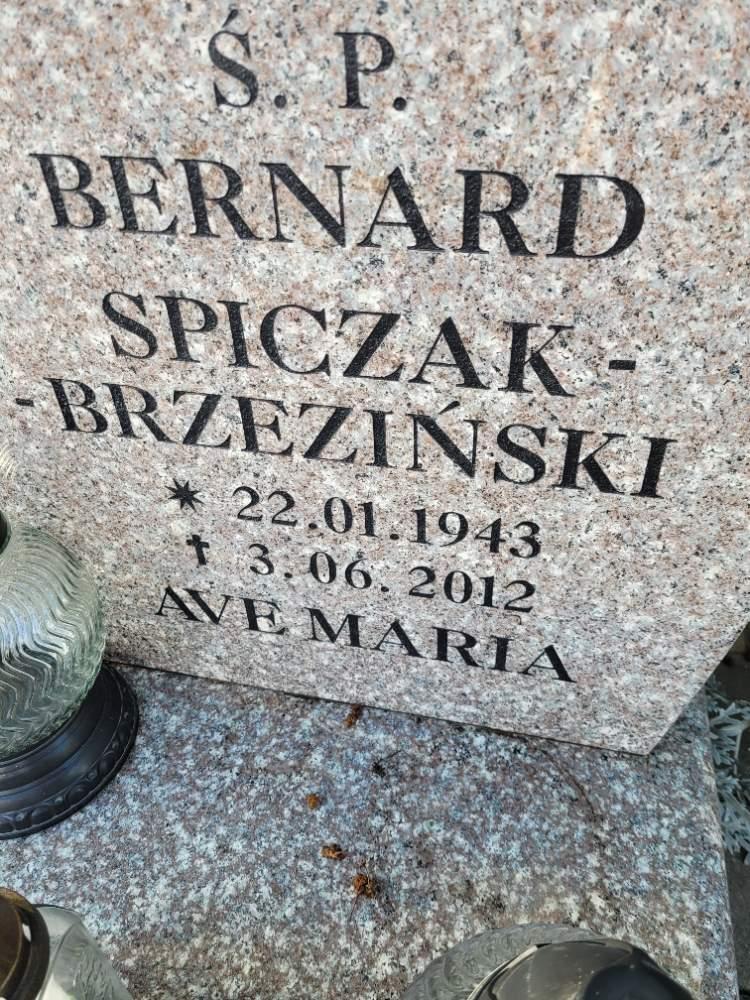 Ś. P.
BERNARD
SPICZAK -
-BRZEZIŃSKI
* 22.01.1943
† 3.06.2012
AVE MARIA